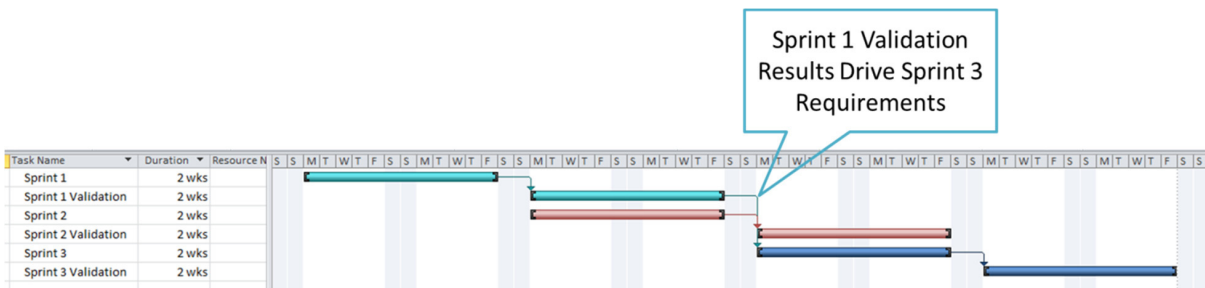 Sprint 1 Validation
Results Drive Sprint 3
Requirements
Task Name Duration Resource N S S M T W T F S S M T W T F S S M T W T F S S M T W T F S S M T W T F S S M T W T F S S M T W T F S S M T W T F S S
Sprint 1 2 wks
Sprint 1 Validation 2 wks
Sprint 2 2 wks
Sprint 2 Validation 2 wks
Sprint 3 2 wks
Sprint 3 Validation 2 wks